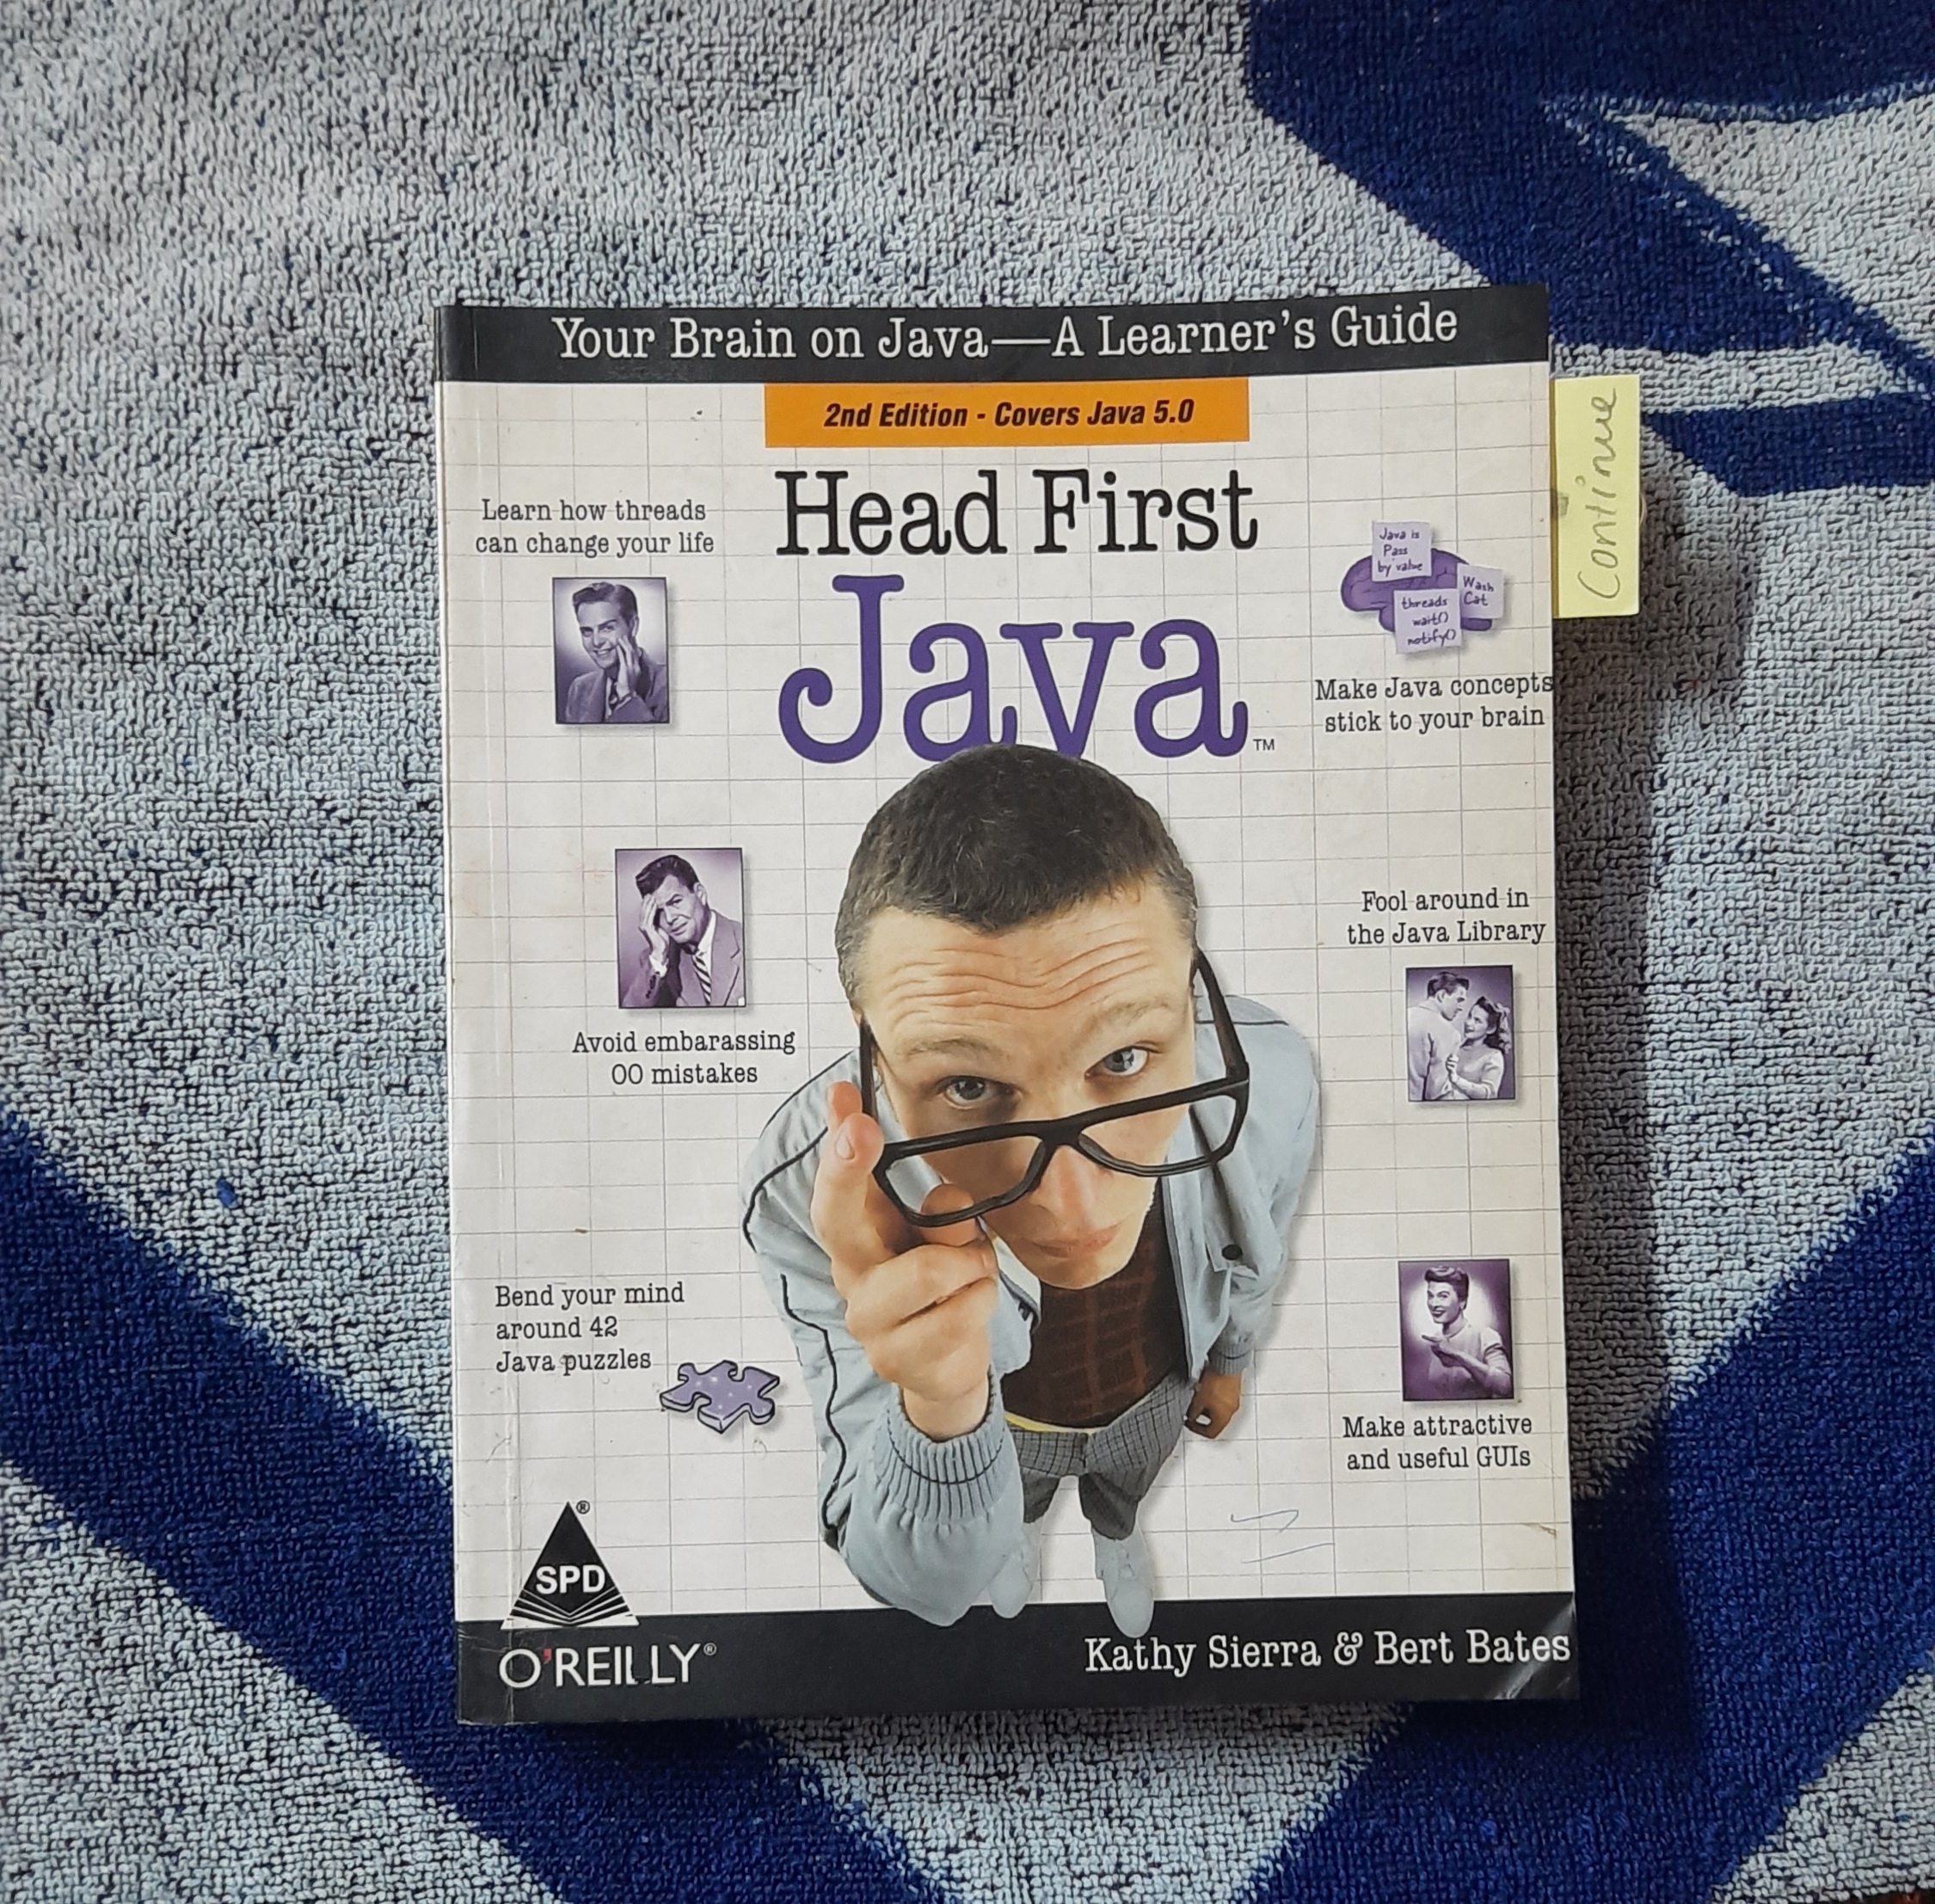 Your Brain on Java—A Learner's Guide
2nd Edition - Covers Java 5.0
Head First
Java™
Learn how threads
can change your life
Java is
Pass
by value
Wash
Cat
threads
wait()
notify()
Make Java concepts
stick to your brain
Continue
Avoid embarassing
OO mistakes
Fool around in
the Java Library
Bend your mind
around 42
Java puzzles
Make attractive
and useful GUIs
SPD®
O'REILLY®
Kathy Sierra & Bert Bates